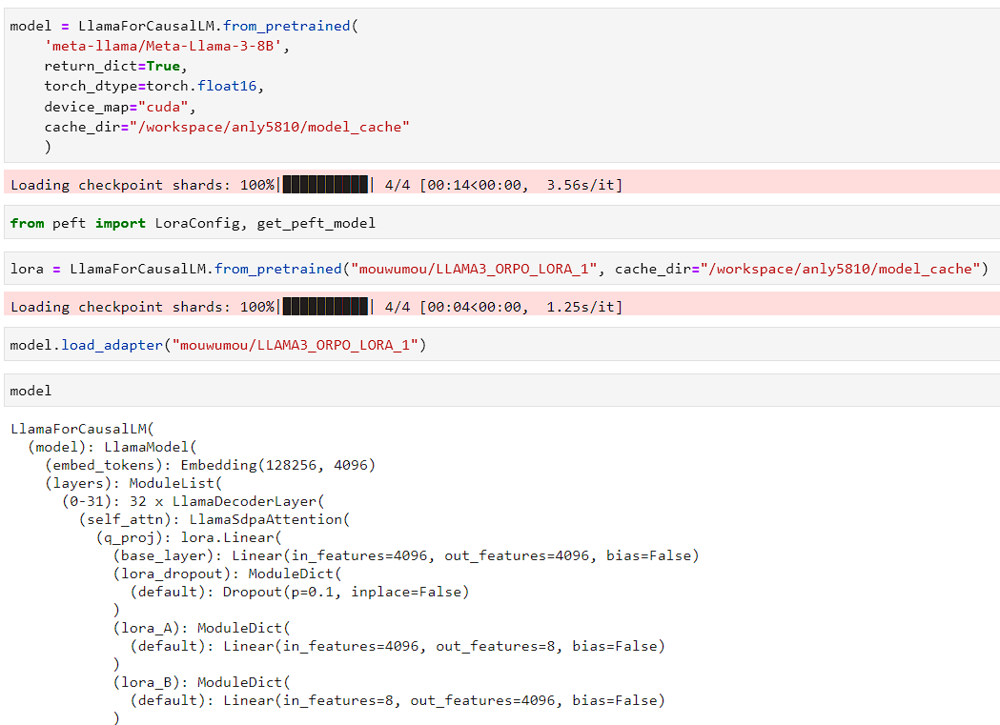 model = LlamaForCausalLM.from_pretrained(
    'meta-llama/Meta-Llama-3-8B',
    return_dict=True,
    torch_dtype=torch.float16,
    device_map="cuda",
    cache_dir="/workspace/anly5810/model_cache"
    )
Loading checkpoint shards: 100%|██████████| 4/4 [00:14<00:00,  3.56s/it]
from peft import LoraConfig, get_peft_model
lora = LlamaForCausalLM.from_pretrained("mouwumou/LLAMA3_ORPO_LORA_1", cache_dir="/workspace/anly5810/model_cache")
Loading checkpoint shards: 100%|██████████| 4/4 [00:04<00:00,  1.25s/it]
model.load_adapter("mouwumou/LLAMA3_ORPO_LORA_1")
model
LlamaForCausalLM(
  (model): LlamaModel(
    (embed_tokens): Embedding(128256, 4096)
    (layers): ModuleList(
      (0-31): 32 x LlamaDecoderLayer(
        (self_attn): LlamaSdpaAttention(
          (q_proj): lora.Linear(
            (base_layer): Linear(in_features=4096, out_features=4096, bias=False)
            (lora_dropout): ModuleDict(
              (default): Dropout(p=0.1, inplace=False)
            )
            (lora_A): ModuleDict(
              (default): Linear(in_features=4096, out_features=8, bias=False)
            )
            (lora_B): ModuleDict(
              (default): Linear(in_features=8, out_features=4096, bias=False)
            )